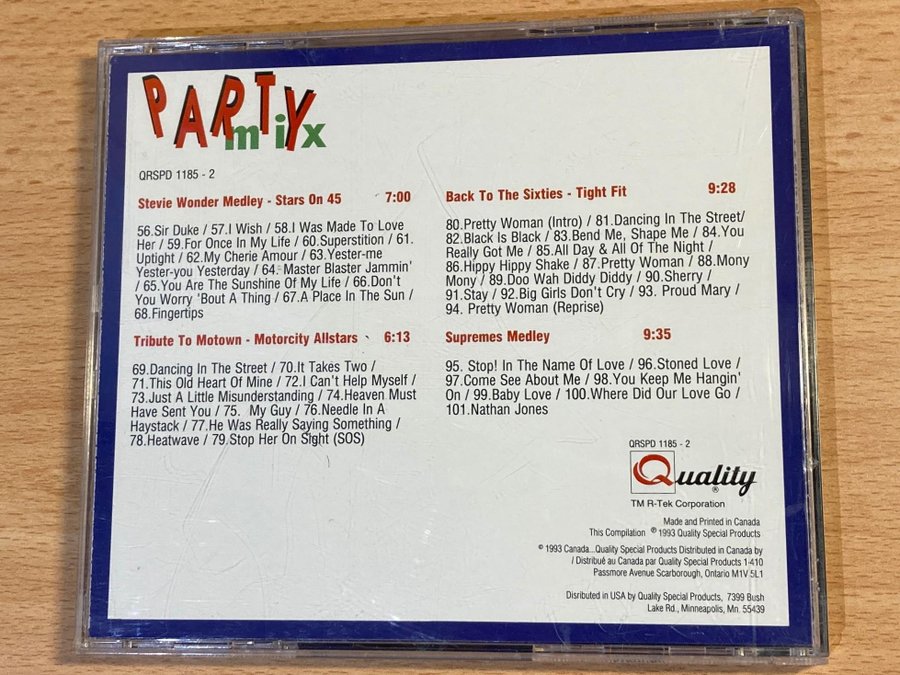 PARTY
mix
QRSPD 1185 - 2
Stevie Wonder Medley - Stars On 45 7:00
56.Sir Duke / 57.I Wish / 58.I Was Made To Love
Her / 59.For Once In My Life / 60.Superstition / 61.
Uptight / 62.My Cherie Amour / 63.Yester-me
Yester-you Yesterday / 64. Master Blaster Jammin'
/ 65.You Are The Sunshine Of My Life / 66.Don't
You Worry 'Bout A Thing / 67.A Place In The Sun /
68.Fingertips
Tribute To Motown - Motorcity Allstars 6:13
69.Dancing In The Street / 70.It Takes Two /
71.This Old Heart Of Mine / 72.I Can't Help Myself /
73.Just A Little Misunderstanding / 74.Heaven Must
Have Sent You / 75. My Guy / 76.Needle In A
Haystack / 77.He Was Really Saying Something /
78.Heatwave / 79.Stop Her On Sight (SOS)
Back To The Sixties - Tight Fit 9:28
80.Pretty Woman (Intro) / 81.Dancing In The Street/
82.Black Is Black / 83.Bend Me, Shape Me / 84.You
Really Got Me / 85.All Day & All Of The Night /
86.Hippy Hippy Shake / 87.Pretty Woman / 88.Mony
Mony / 89.Doo Wah Diddy Diddy / 90.Sherry /
91.Stay / 92.Big Girls Don't Cry / 93. Proud Mary /
94. Pretty Woman (Reprise)
Supremes Medley 9:35
95. Stop! In The Name Of Love / 96.Stoned Love /
97.Come See About Me / 98.You Keep Me Hangin'
On / 99.Baby Love / 100.Where Did Our Love Go /
101.Nathan Jones
QRSPD 1185 - 2
Quality®
TM R-Tek Corporation
Made and Printed in Canada
This Compilation ℗ 1993 Quality Special Products
© 1993 Canada...Quality Special Products Distributed in Canada by
/ Distribué au Canada par Quality Special Products 1-410
Passmore Avenue Scarborough, Ontario M1V 5L1
Disributed in USA by Quality Special Products, 7399 Bush
Lake Rd., Minneapolis, Mn. 55439